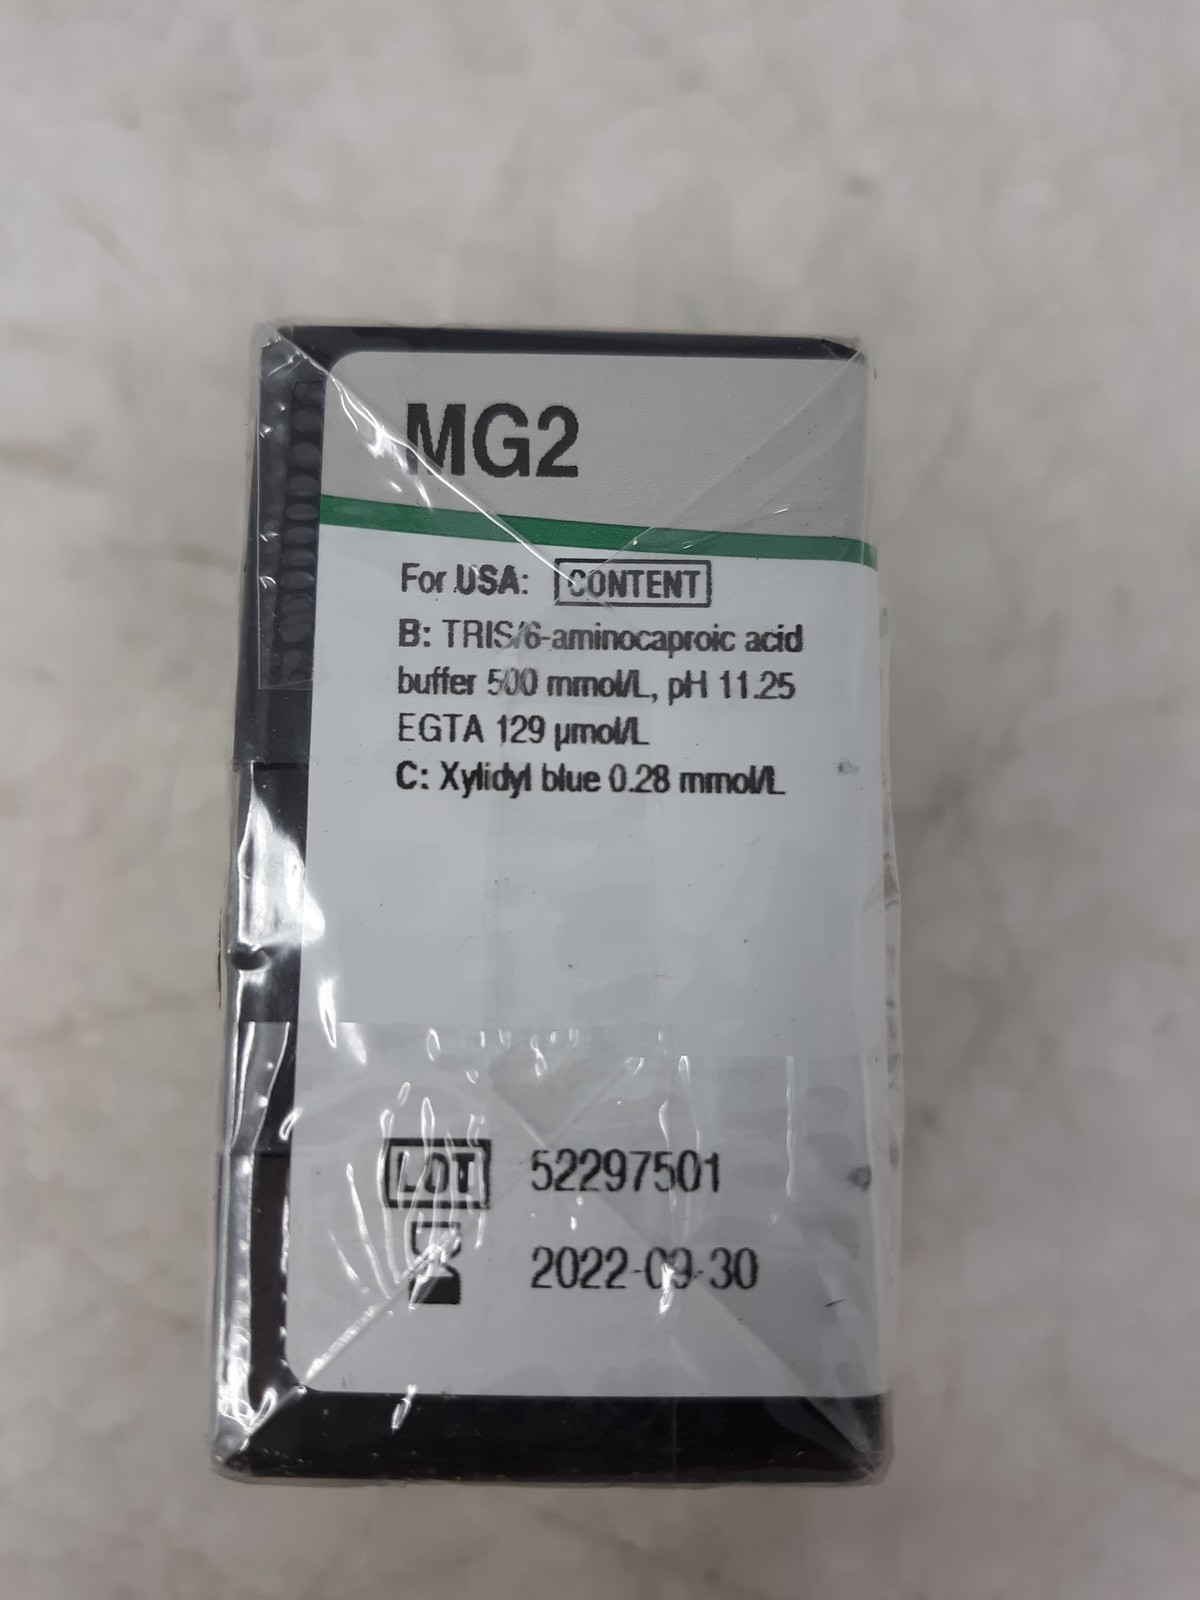 MG2
For USA: CONTENT
B: TRIS/6-aminocaproic acid
buffer 500 mmol/L, pH 11.25
EGTA 129 µmol/L
C: Xylidyl blue 0.28 mmol/L
LOT 52297501
2022-09-30